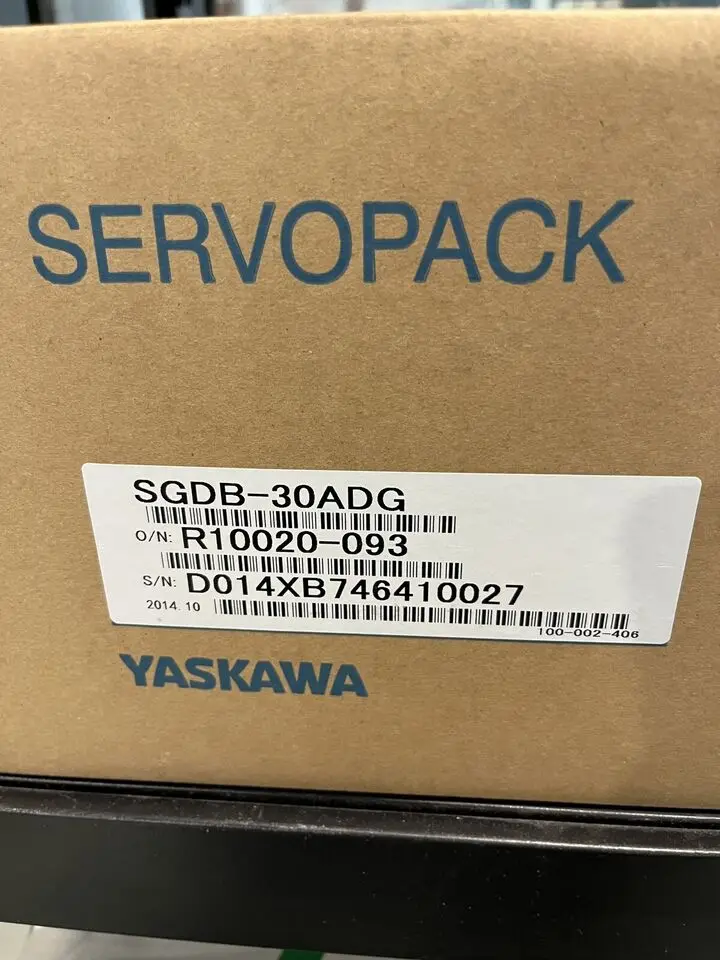 SERVOPACK
SGDB-30ADG
O/N: R10020-093
S/N: D014XB746410027
2014.10
100-002-406
YASKAWA